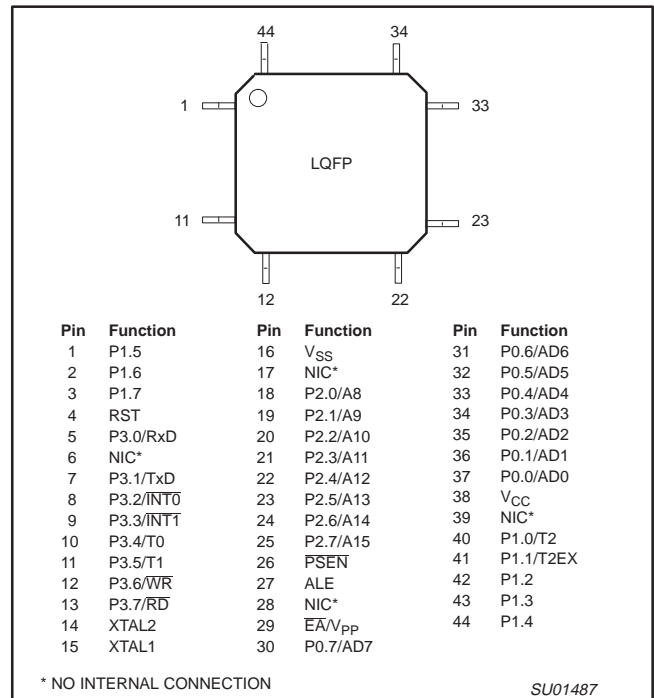 44 34
1 33
LQFP
11 23
12 22
Pin Function Pin Function Pin Function
1 P1.5 16 VSS 31 P0.6/AD6
2 P1.6 17 NIC* 32 P0.5/AD5
3 P1.7 18 P2.0/A8 33 P0.4/AD4
4 RST 19 P2.1/A9 34 P0.3/AD3
5 P3.0/RxD 20 P2.2/A10 35 P0.2/AD2
6 NIC* 21 P2.3/A11 36 P0.1/AD1
7 P3.1/TxD 22 P2.4/A12 37 P0.0/AD0
8 P3.2/I̅N̅T̅0̅ 23 P2.5/A13 38 VCC
9 P3.3/I̅N̅T̅1̅ 24 P2.6/A14 39 NIC*
10 P3.4/T0 25 P2.7/A15 40 P1.0/T2
11 P3.5/T1 26 P̅S̅E̅N̅ 41 P1.1/T2EX
12 P3.6/W̅R̅ 27 ALE 42 P1.2
13 P3.7/R̅D̅ 28 NIC* 43 P1.3
14 XTAL2 29 E̅A̅/VPP 44 P1.4
15 XTAL1 30 P0.7/AD7
* NO INTERNAL CONNECTION
SU01487